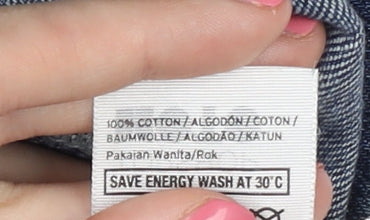 100% COTTON / ALGODÓN / COTON /
BAUMWOLLE / ALGODÃO / KATUN
Pakaian Wanita/Rok
SAVE ENERGY WASH AT 30°C